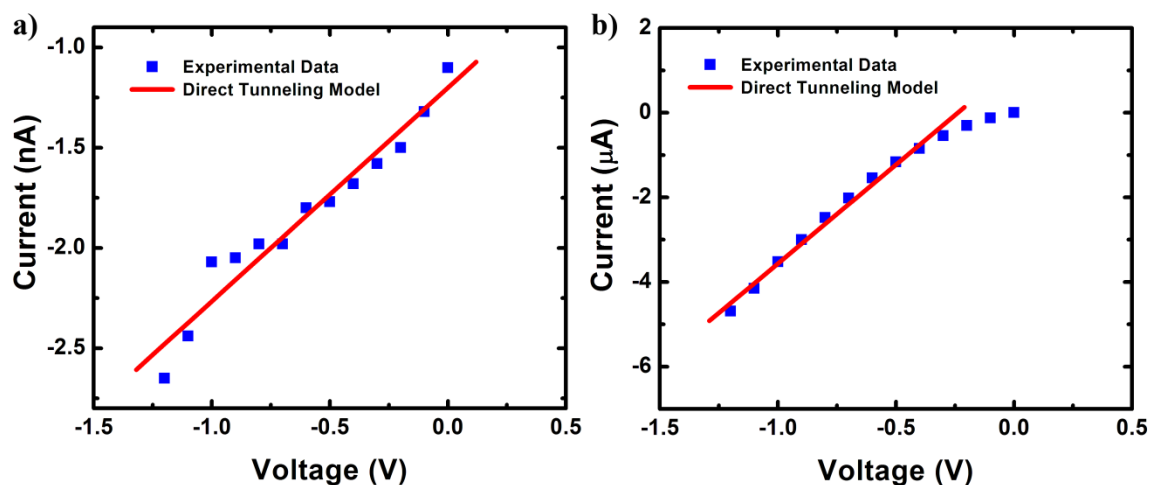 a)
Experimental Data
Direct Tunneling Model
-1.0
-1.5
-2.0
-2.5
Current (nA)
-1.5
-1.0
-0.5
0.0
0.5
Voltage (V)
b)
Experimental Data
Direct Tunneling Model
2
0
-2
-4
-6
Current (μA)
-1.5
-1.0
-0.5
0.0
0.5
Voltage (V)